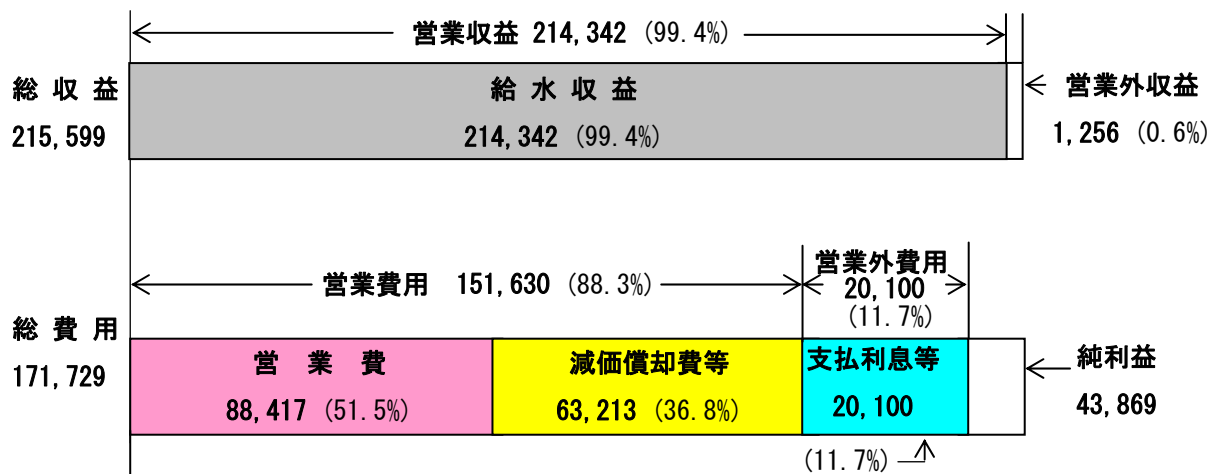 営業収益 214,342 (99.4%)
総収益
215,599
給水収益
214,342 (99.4%)
営業外収益
1,256 (0.6%)
営業費用 151,630 (88.3%)
営業外費用
20,100
(11.7%)
総費用
171,729
営業費
88,417 (51.5%)
減価償却費等
63,213 (36.8%)
支払利息等
20,100
(11.7%)
純利益
43,869